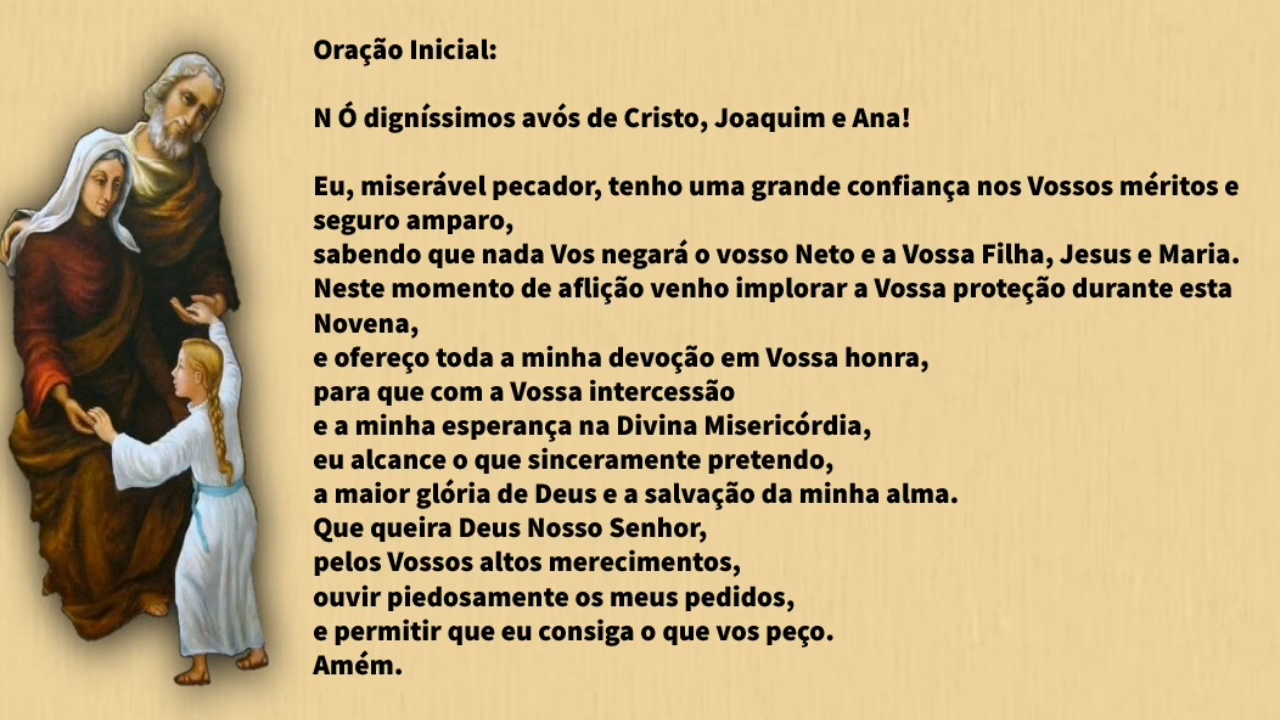 Oração Inicial:
N Ó digníssimos avós de Cristo, Joaquim e Ana!
Eu, miserável pecador, tenho uma grande confiança nos Vossos méritos e
seguro amparo,
sabendo que nada Vos negará o vosso Neto e a Vossa Filha, Jesus e Maria.
Neste momento de aflição venho implorar a Vossa proteção durante esta
Novena,
e ofereço toda a minha devoção em Vossa honra,
para que com a Vossa intercessão
e a minha esperança na Divina Misericórdia,
eu alcance o que sinceramente pretendo,
a maior glória de Deus e a salvação da minha alma.
Que queira Deus Nosso Senhor,
pelos Vossos altos merecimentos,
ouvir piedosamente os meus pedidos,
e permitir que eu consiga o que vos peço.
Amém.